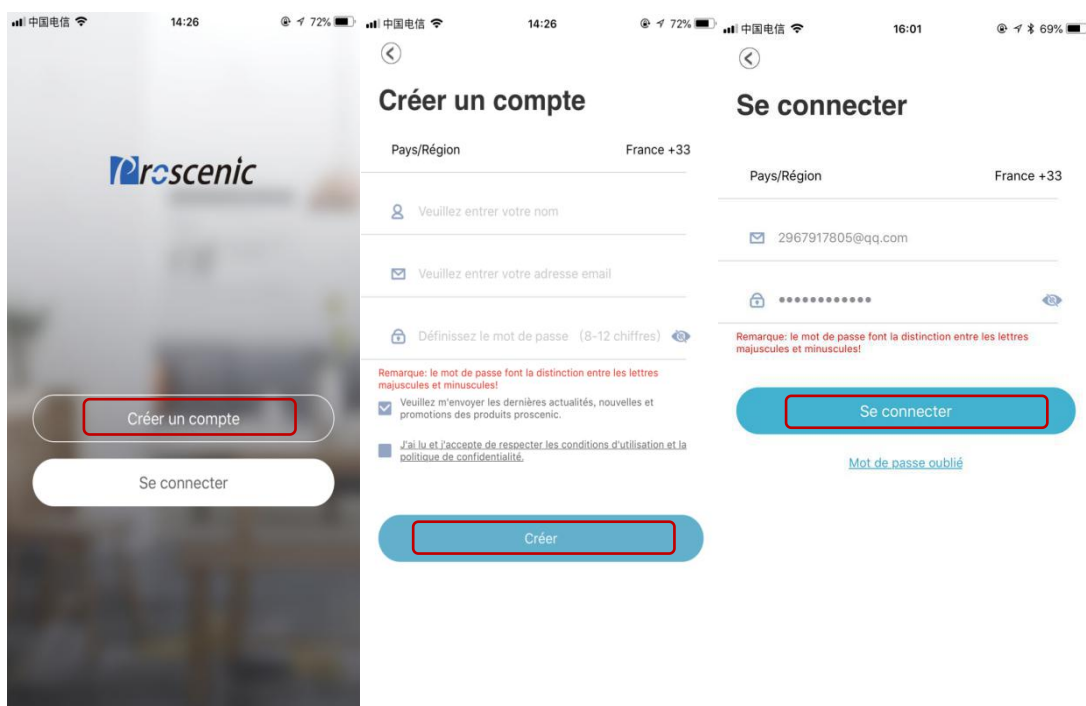 中国电信
14:26
72%
Proscenic
Créer un compte
Se connecter
中国电信
14:26
72%
Créer un compte
Pays/Région
France +33
Veuillez entrer votre nom
Veuillez entrer votre adresse email
Définissez le mot de passe (8-12 chiffres)
Remarque: le mot de passe font la distinction entre les lettres
majuscules et minuscules!
Veuillez m'envoyer les dernières actualités, nouvelles et
promotions des produits proscenic.
J'ai lu et j'accepte de respecter les conditions d'utilisation et la
politique de confidentialité.
Créer
中国电信
16:01
69%
Se connecter
Pays/Région
France +33
2967917805@qq.com
Remarque: le mot de passe font la distinction entre les lettres
majuscules et minuscules!
Se connecter
Mot de passe oublié